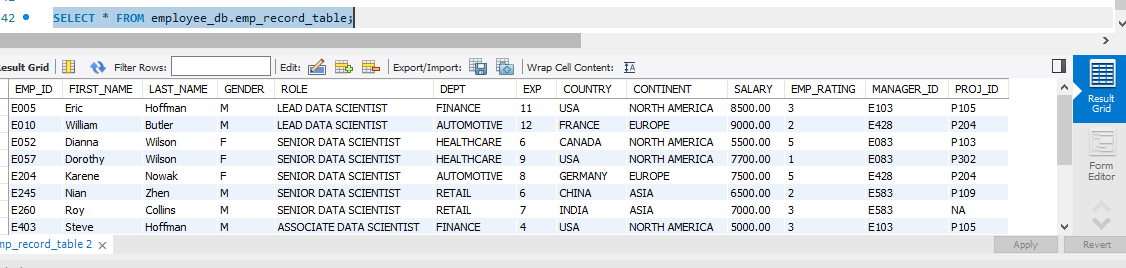 42 SELECT * FROM employee_db.emp_record_table;
Result Grid Filter Rows: Edit: Export/Import: Wrap Cell Content: IA
EMP_ID FIRST_NAME LAST_NAME GENDER ROLE DEPT EXP COUNTRY CONTINENT SALARY EMP_RATING MANAGER_ID PROJ_ID
E005 Eric Hoffman M LEAD DATA SCIENTIST FINANCE 11 USA NORTH AMERICA 8500.00 3 E103 P105
E010 William Butler M LEAD DATA SCIENTIST AUTOMOTIVE 12 FRANCE EUROPE 9000.00 2 E428 P204
E052 Dianna Wilson F SENIOR DATA SCIENTIST HEALTHCARE 6 CANADA NORTH AMERICA 5500.00 5 E083 P103
E057 Dorothy Wilson F SENIOR DATA SCIENTIST HEALTHCARE 9 USA NORTH AMERICA 7700.00 1 E083 P302
E204 Karene Nowak F SENIOR DATA SCIENTIST AUTOMOTIVE 8 GERMANY EUROPE 7500.00 5 E428 P204
E245 Nian Zhen M SENIOR DATA SCIENTIST RETAIL 6 CHINA ASIA 6500.00 2 E583 P109
E260 Roy Collins M SENIOR DATA SCIENTIST RETAIL 7 INDIA ASIA 7000.00 3 E583 NA
E403 Steve Hoffman M ASSOCIATE DATA SCIENTIST FINANCE 4 USA NORTH AMERICA 5000.00 3 E103 P105
mp_record_table 2
Apply Revert
Result
Grid
Form
Editor